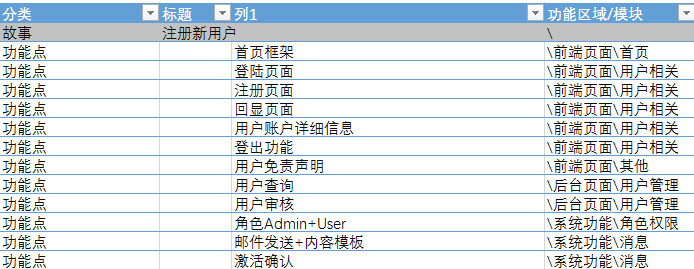 分类 标题 列1 功能区域/模块
故事 注册新用户 \
功能点 首页框架 \前端页面\首页
功能点 登陆页面 \前端页面\用户相关
功能点 注册页面 \前端页面\用户相关
功能点 回显页面 \前端页面\用户相关
功能点 用户账户详细信息 \前端页面\用户相关
功能点 登出功能 \前端页面\用户相关
功能点 用户免责声明 \前端页面\其他
功能点 用户查询 \后台页面\用户管理
功能点 用户审核 \后台页面\用户管理
功能点 角色Admin+User \系统功能\角色权限
功能点 邮件发送+内容模板 \系统功能\消息
功能点 激活确认 \系统功能\消息